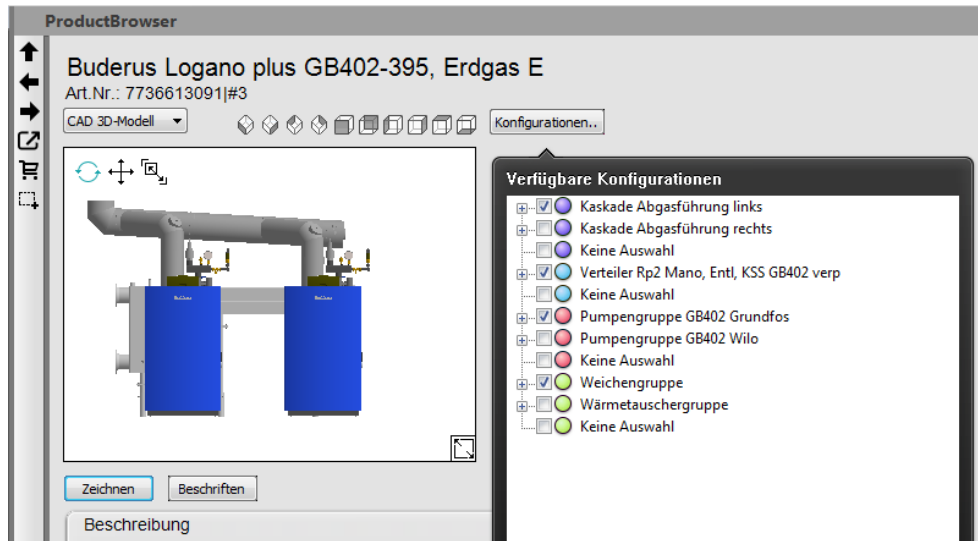 ProductBrowser
Buderus Logano plus GB402-395, Erdgas E
Art.Nr.: 7736613091|#3
CAD 3D-Modell
Konfigurationen..
Verfügbare Konfigurationen
Kaskade Abgasführung links
Kaskade Abgasführung rechts
Keine Auswahl
Verteiler Rp2 Mano, Entl, KSS GB402 verp
Keine Auswahl
Pumpengruppe GB402 Grundfos
Pumpengruppe GB402 Wilo
Keine Auswahl
Weichengruppe
Wärmetauschergruppe
Keine Auswahl
Zeichnen
Beschriften
Beschreibung